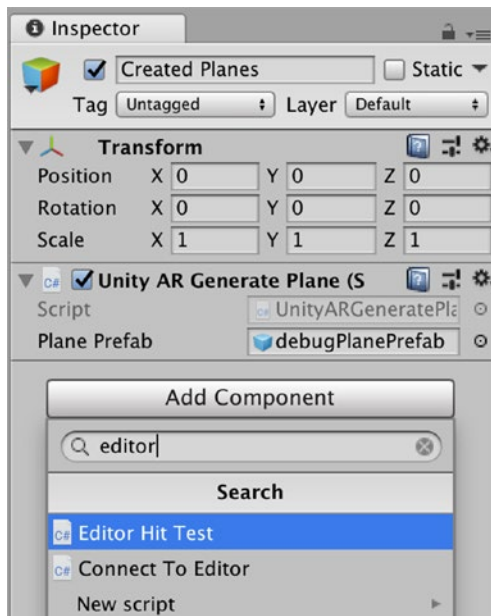 Inspector
Created Planes Static
Tag Untagged Layer Default
Transform
Position X 0 Y 0 Z 0
Rotation X 0 Y 0 Z 0
Scale X 1 Y 1 Z 1
C# Unity AR Generate Plane (S
Script UnityARGeneratePla
Plane Prefab debugPlanePrefab
Add Component
editor
Search
C# Editor Hit Test
C# Connect To Editor
New script